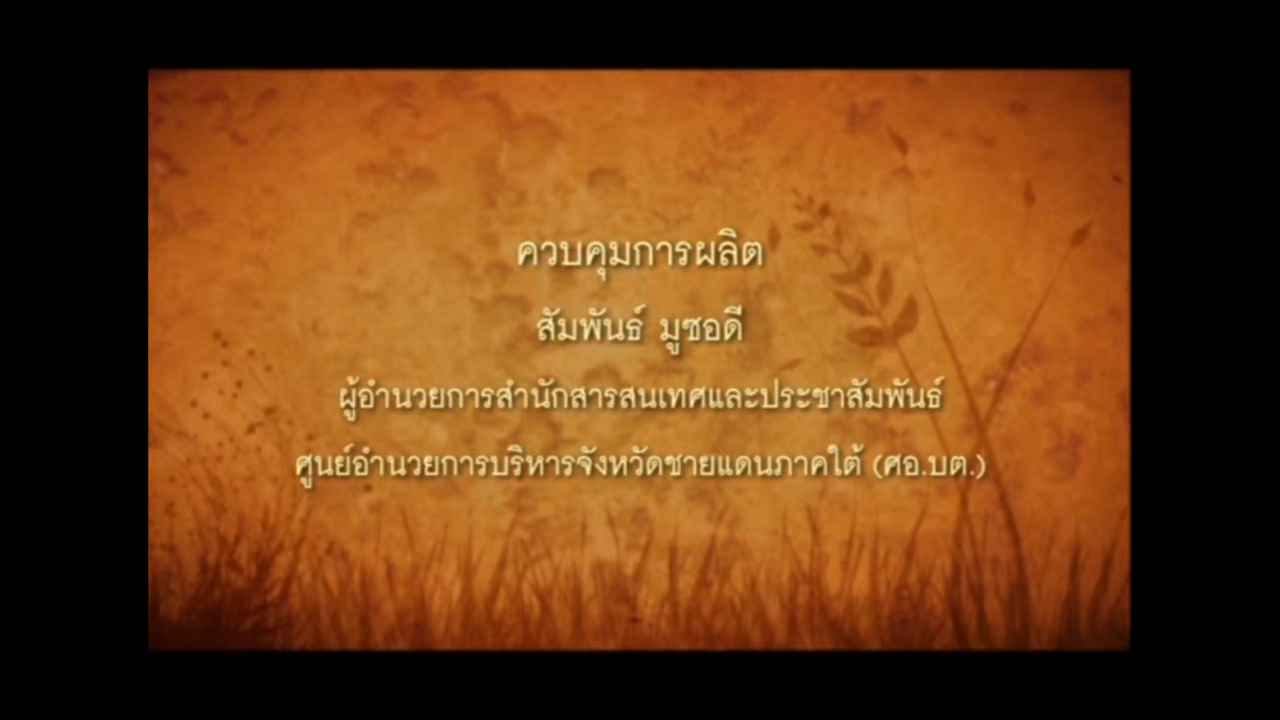 ควบคุมการผลิต
สัมพันธ์ มูซอดี
ผู้อำนวยการสำนักสารสนเทศและประชาสัมพันธ์
ศูนย์อำนวยการบริหารจังหวัดชายแดนภาคใต้ (ศอ.บต.)